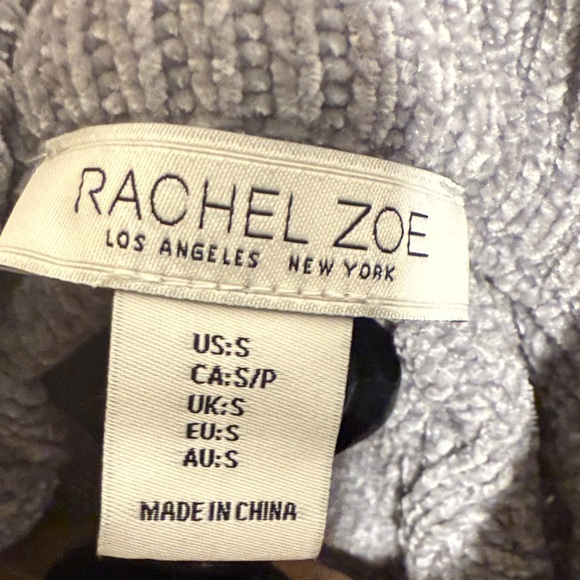 RACHEL ZOE
LOS ANGELES NEW YORK
US:S
CA:S/P
UK:S
EU:S
AU:S
MADE IN CHINA